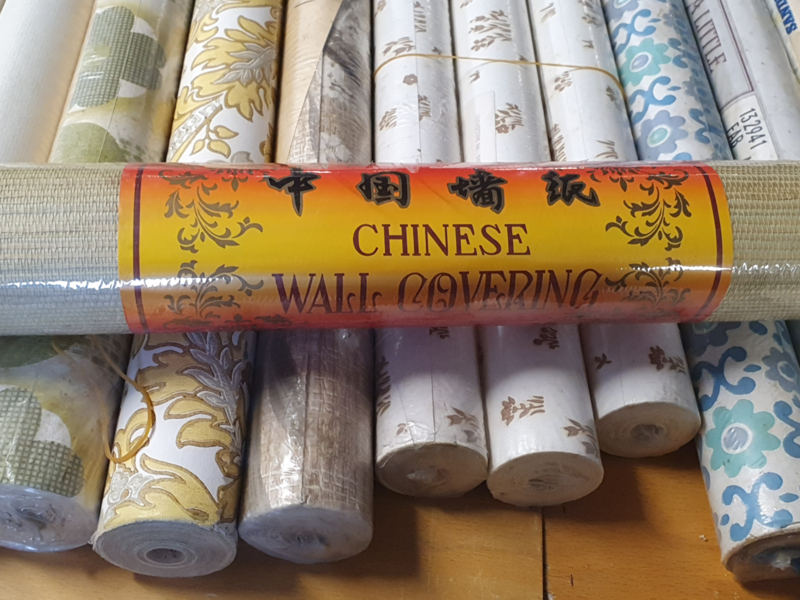 中国墙纸
CHINESE
WALL COVERING
LITTLE
132941